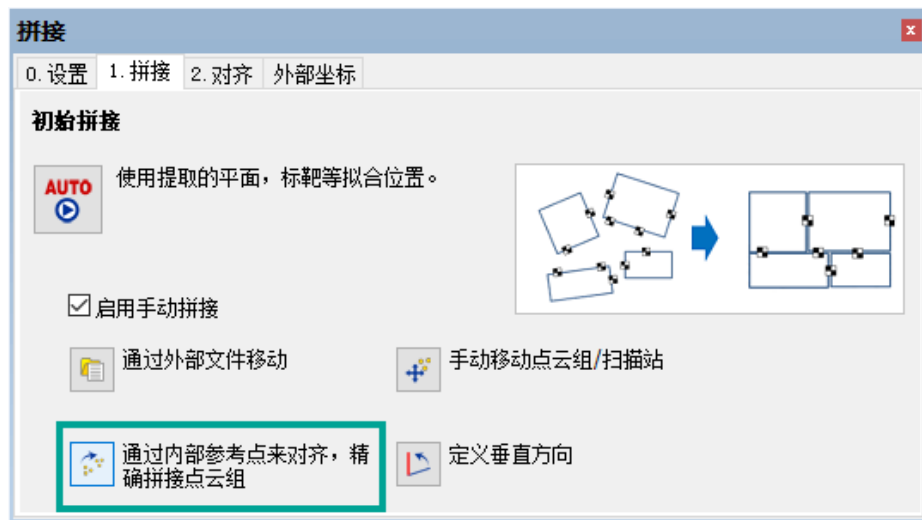 拼接
0. 设置 1. 拼接 2. 对齐 外部坐标
初始拼接
AUTO
使用提取的平面，标靶等拟合位置。
启用手动拼接
通过外部文件移动
手动移动点云组/扫描站
通过内部参考点来对齐，精
确拼接点云组
定义垂直方向